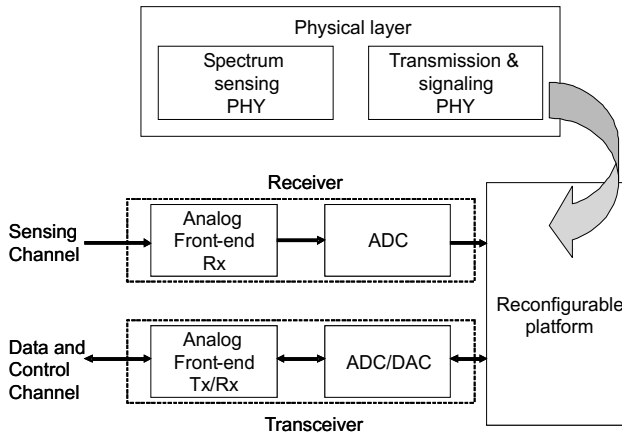 Physical layer
Spectrum
sensing
PHY
Transmission &
signaling
PHY
Receiver
Sensing
Channel
Analog
Front-end
Rx
ADC
Reconfigurable
platform
Data and
Control
Channel
Analog
Front-end
Tx/Rx
ADC/DAC
Transceiver